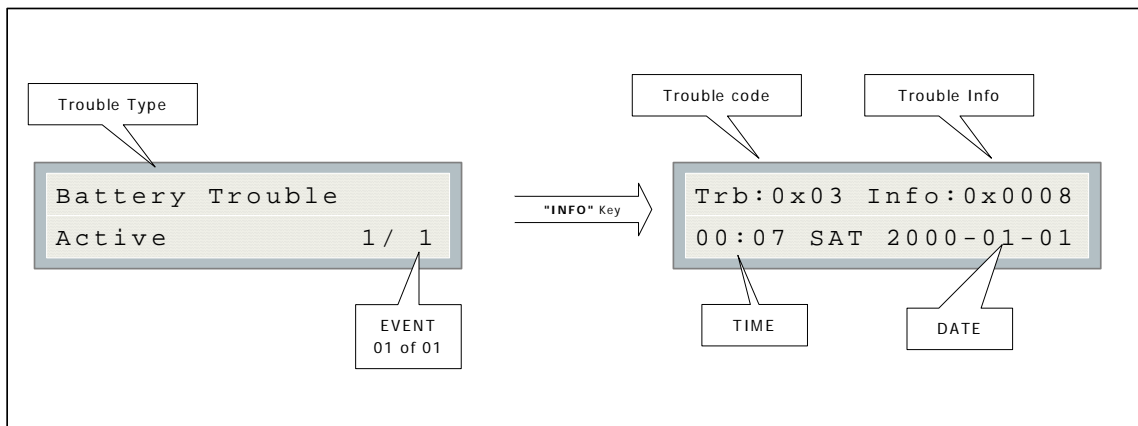 Trouble Type
Battery Trouble
Active 1/ 1
EVENT
01 of 01
"INFO" Key
Trouble code
Trouble Info
Trb:0x03 Info:0x0008
00:07 SAT 2000-01-01
TIME
DATE